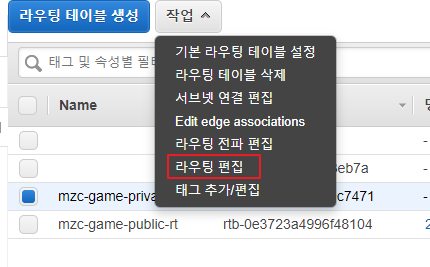 라우팅 테이블 생성 작업
태그 및 속성별 필터
Name
기본 라우팅 테이블 설정
라우팅 테이블 삭제
서브넷 연결 편집
Edit edge associations
라우팅 전파 편집
라우팅 편집
태그 추가/편집
8eb7a -
mzc-game-priva c7471 -
mzc-game-public-rt rtb-0e3723a4996f48104 2